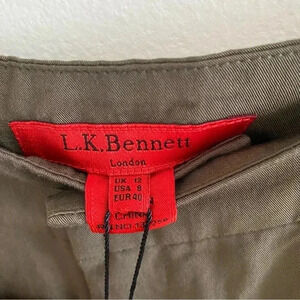 L.K.Bennett
London
UK 12
USA 8
EUR 40